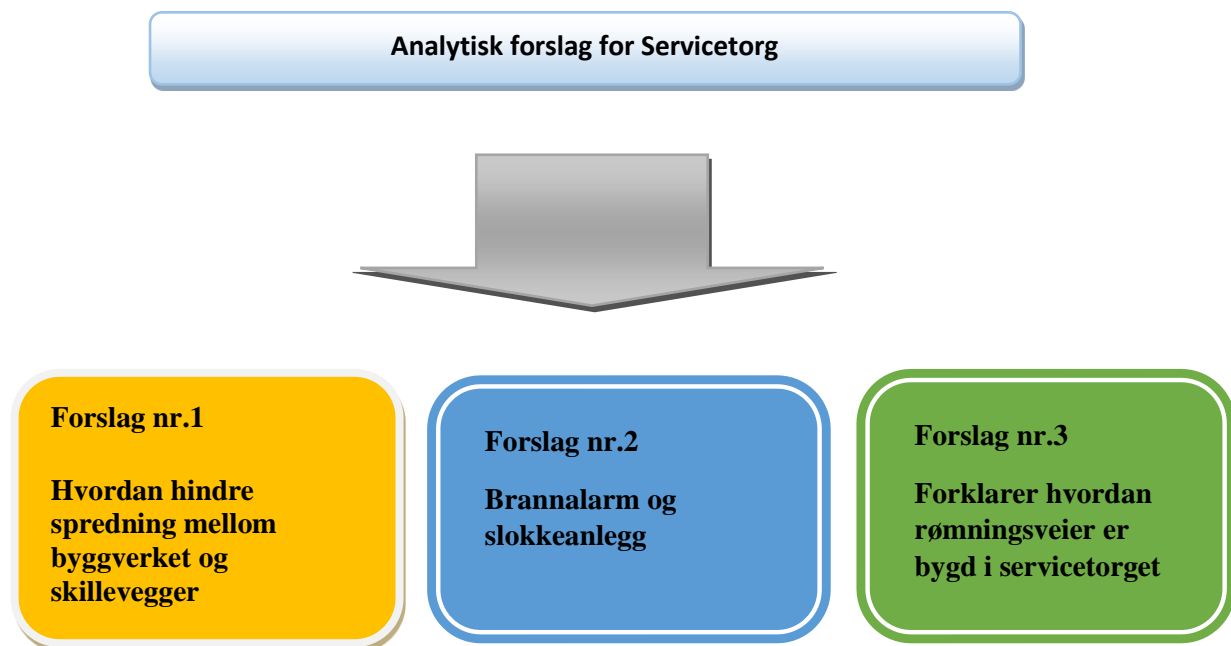 Analytisk forslag for Servicetorg
Forslag nr.1
Hvordan hindre
spredning mellom
byggverket og
skillevegger
Forslag nr.2
Brannalarm og
slokkeanlegg
Forslag nr.3
Forklarer hvordan
rømningsveier er
bygd i servicetorget